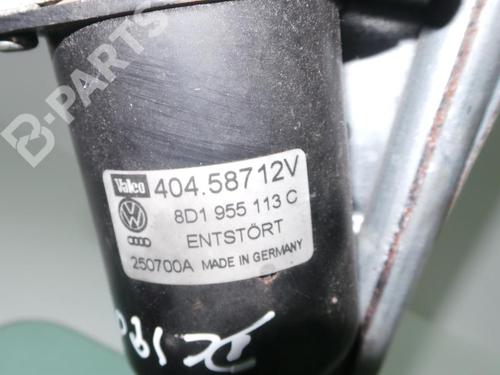 B-PARTS
Valeo 404.58712V
8D1 955 113 C
ENTSTÖRT
250700A MADE IN GERMANY